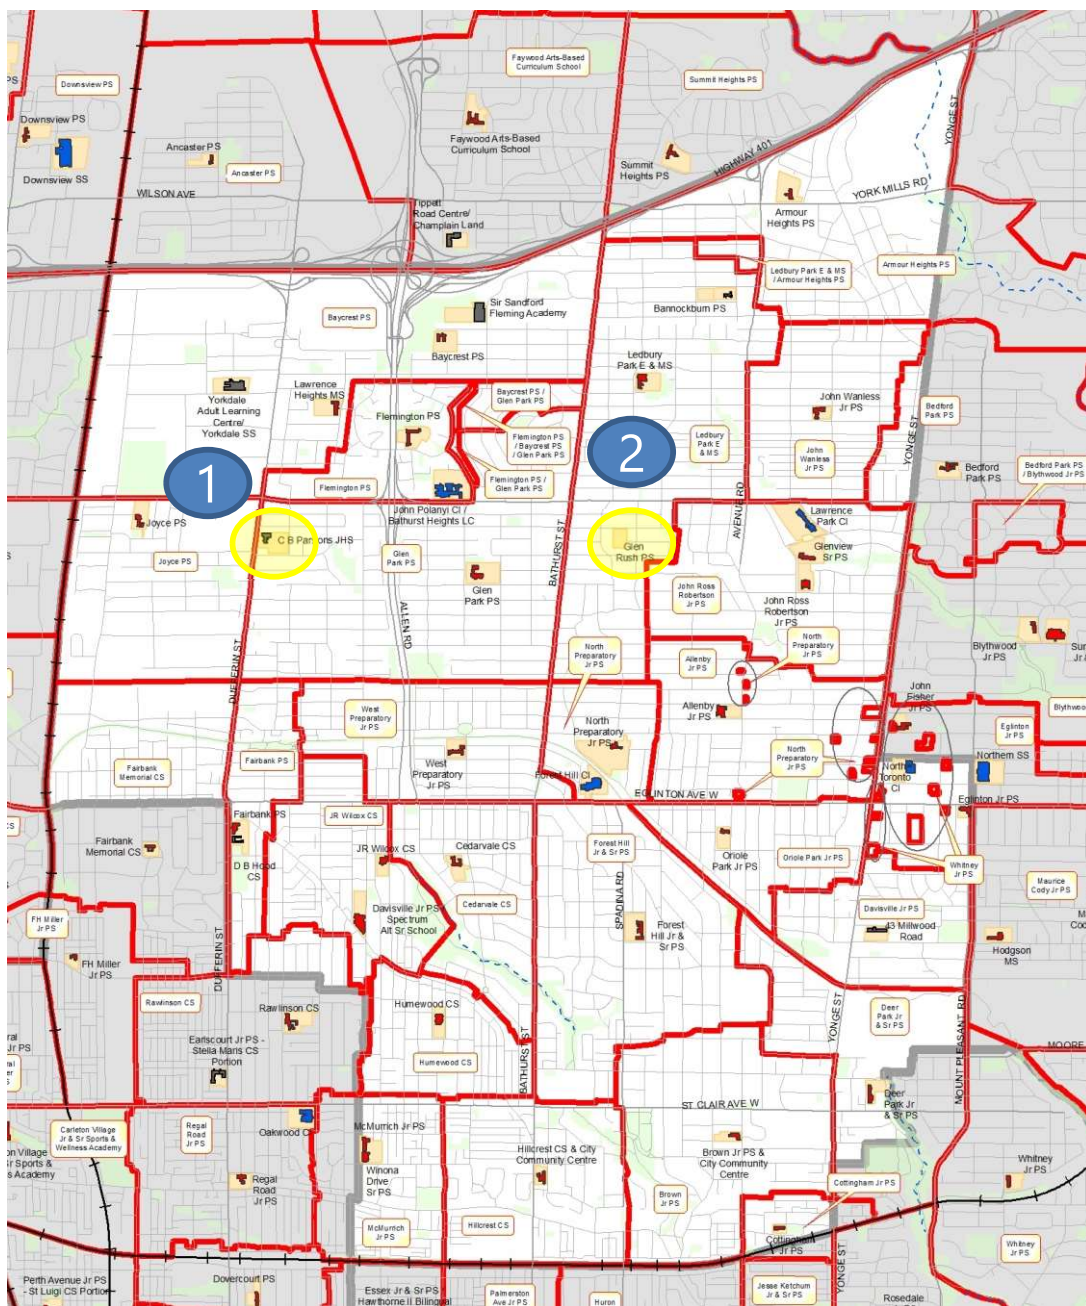 Downsview PS
Faywood Arts-Based
Curriculum School
Summit Heights PS
PS
Downsview PS
Downsview SS
Ancaster PS
Ancaster PS
WILSON AVE
Faywood Arts-Based
Curriculum School
Summit
Heights PS
HIGHWAY 401
YONGE ST
YORK MILLS RD
Armour
Heights PS
Tippett
Road Centre/
Champlain Land
Armour Heights PS
Ledbury Park E & MS
/ Armour Heights PS
Bannockburn PS
Baycrest PS
Sir Sandford
Fleming Academy
Baycrest PS
Ledbury
Park E & MS
Yorkdale
Adult Learning
Centre/
Yorkdale SS
Lawrence
Heights MS
Flemington PS
Baycrest PS /
Glen Park PS
Flemington PS
/ Baycrest PS
/ Glen Park PS
Flemington PS /
Glen Park PS
Flemington PS
John Wanless
Jr PS
John
Wanless
Jr PS
Ledbury
Park E
& MS
Bedford
Park PS
YONGE ST
Bedford
Park PS
Bedford Park PS
/ Blythwood Jr PS
1
2
John Polanyi CI /
Bathurst Heights LC
Joyce PS
Joyce PS
C B Parsons JHS
Glen
Park PS
Glen
Park PS
ALLEN RD
BATHURST ST
Glen
Rush PS
AVENUE RD
Lawrence
Park CI
Glenview
Sr PS
John Ross
Robertson
Jr PS
John Ross
Robertson
Jr PS
North
Preparatory
Jr PS
Blythwood
Jr PS
Sun
Jr
Blythwoo
DUFFERIN ST
North
Preparatory
Jr PS
Allenby
Jr PS
Allenby
Jr PS
John
Fisher
Jr PS
Eglinton
Jr PS
West
Preparatory
Jr PS
West
Preparatory
Jr PS
North
Preparatory
Jr PS
Forest Hill CI
North
Preparatory
Jr PS
North
Toronto
CI
Northern SS
Eglinton Jr PS
EGLINTON AVE W
Fairbank
Memorial CS
Fairbank PS
Fairbank PS
Fairbank
Memorial CS
D B Hood
CS
JR Wilcox CS
JR Wilcox CS
Cedarvale CS
Cedarvale CS
Forest Hill
Jr & Sr PS
SPADINA RD
Oriole
Park Jr PS
Oriole Park Jr PS
Whitney
Jr PS
Maurice
Cody Jr PS
CS
Davisville Jr PS -
Spectrum
Alt Sr School
Davisville Jr PS
43 Millwood
Road
Hodgson
MS
Forest
Hill Jr &
Sr PS
FH Miller
Jr PS
FH Miller
Jr PS
DUFFERIN ST
Rawlinson CS
Rawlinson CS
Earlscourt Jr PS -
Stella Maris CS
Portion
Humewood CS
Humewood CS
BATHURST ST
YONGE ST
Deer
Park Jr
& Sr PS
MOUNT PLEASANT RD
MOORE
Deer
Park Jr
& Sr PS
ST CLAIR AVE W
Carleton Village
Jr & Sr Sports &
Wellness Academy
Regal
Road
Jr PS
Oakwood CI
Regal
Road
Jr PS
McMurrich Jr PS
Winona
Drive
Sr PS
McMurrich
Jr PS
Hillcrest CS & City
Community Centre
Hillcrest CS
Brown Jr PS &
City Community
Centre
Brown
Jr PS
Cottingham Jr PS
Cottingham
Jr PS
Whitney
Jr PS
Whitney
Jr PS
Perth Avenue Jr PS
- St Luigi CS Portion
Dovercourt PS
Essex Jr & Sr PS
Hawthorne II Bilingual
Palmerston
Ave Jr PS
Huron
Jesse Ketchum
Jr & Sr PS
YONGE ST
Rosedale